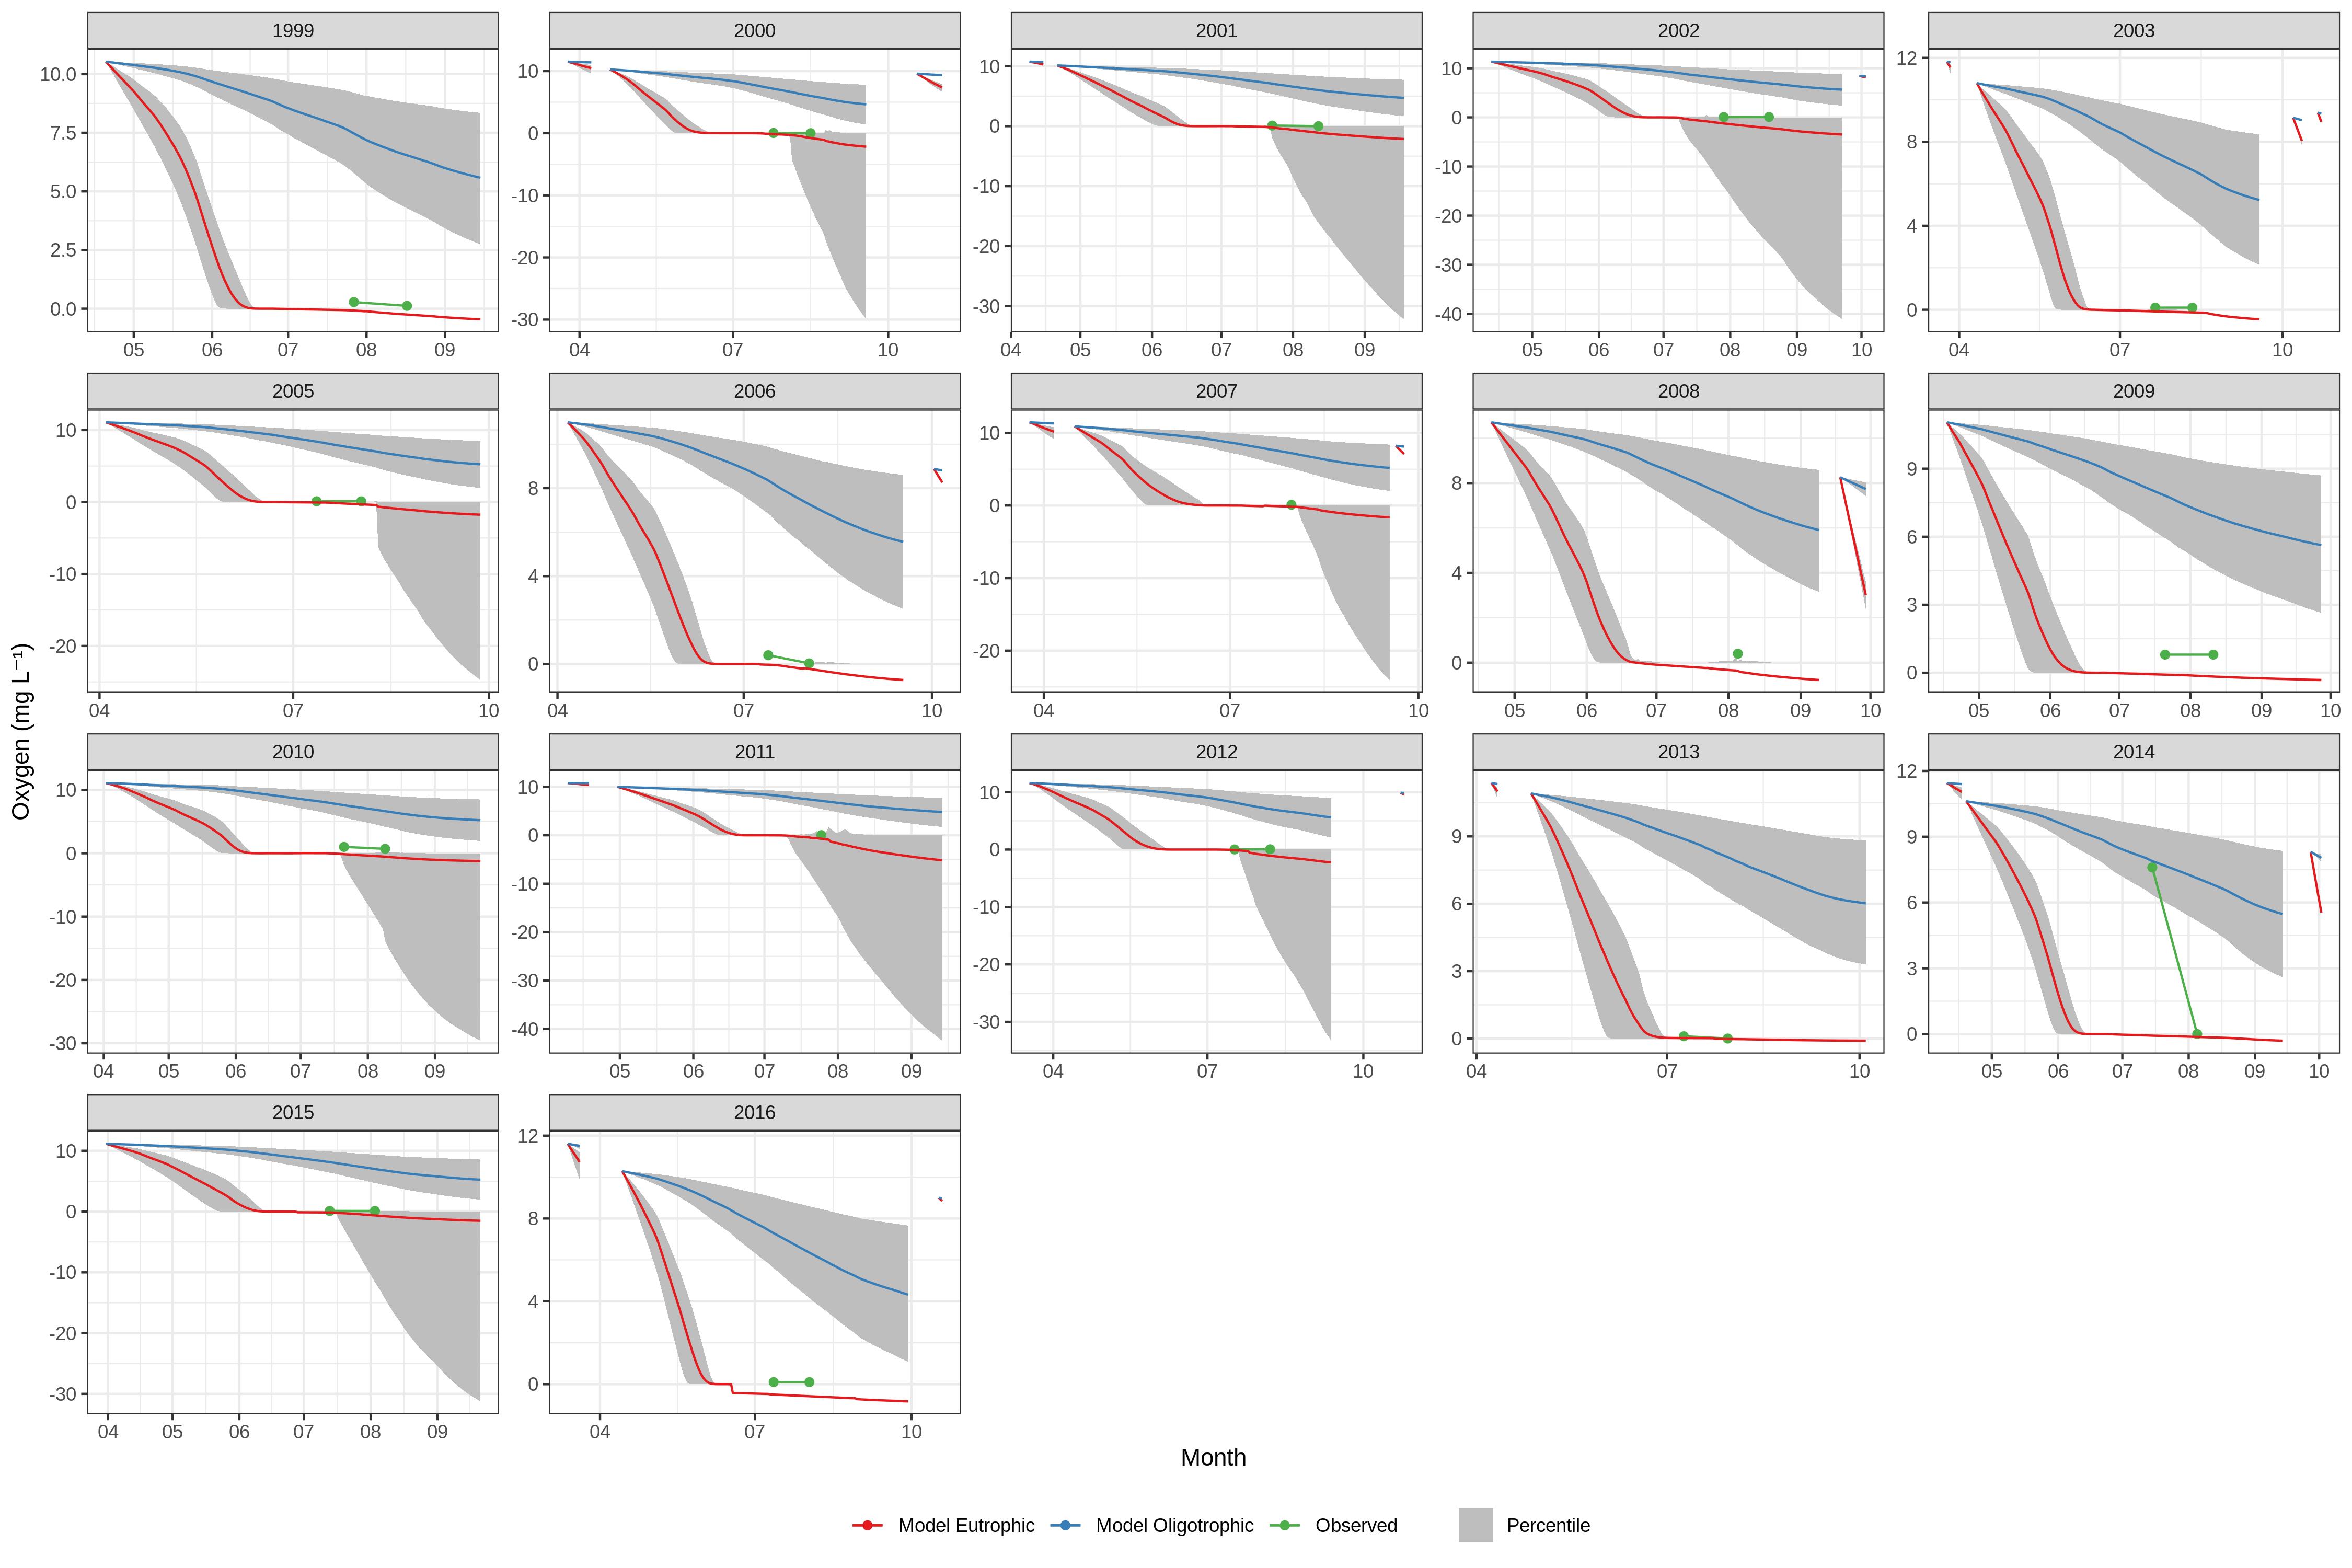 1999 2000 2001 2002 2003
10.0 7.5 5.0 2.5 0.0
10 0 -10 -20 -30
10 0 -10 -20 -30
10 0 -10 -20 -30 -40
12 8 4 0
05 06 07 08 09
04 07 10
04 05 06 07 08 09
05 06 07 08 09 10
04 07 10
2005 2006 2007 2008 2009
10 0 -10 -20
8 4 0
10 0 -10 -20
8 4 0
9 6 3 0
04 07 10
04 07 10
04 07 10
05 06 07 08 09 10
05 06 07 08 09 10
Oxygen (mg L⁻¹)
2010 2011 2012 2013 2014
10 0 -10 -20 -30
10 0 -10 -20 -30 -40
10 0 -10 -20 -30
9 6 3 0
12 9 6 3 0
04 05 06 07 08 09
05 06 07 08 09
04 07 10
04 07 10
05 06 07 08 09 10
2015 2016
10 0 -10 -20 -30
12 8 4 0
04 05 06 07 08 09
04 07 10
Month
Model Eutrophic Model Oligotrophic Observed Percentile